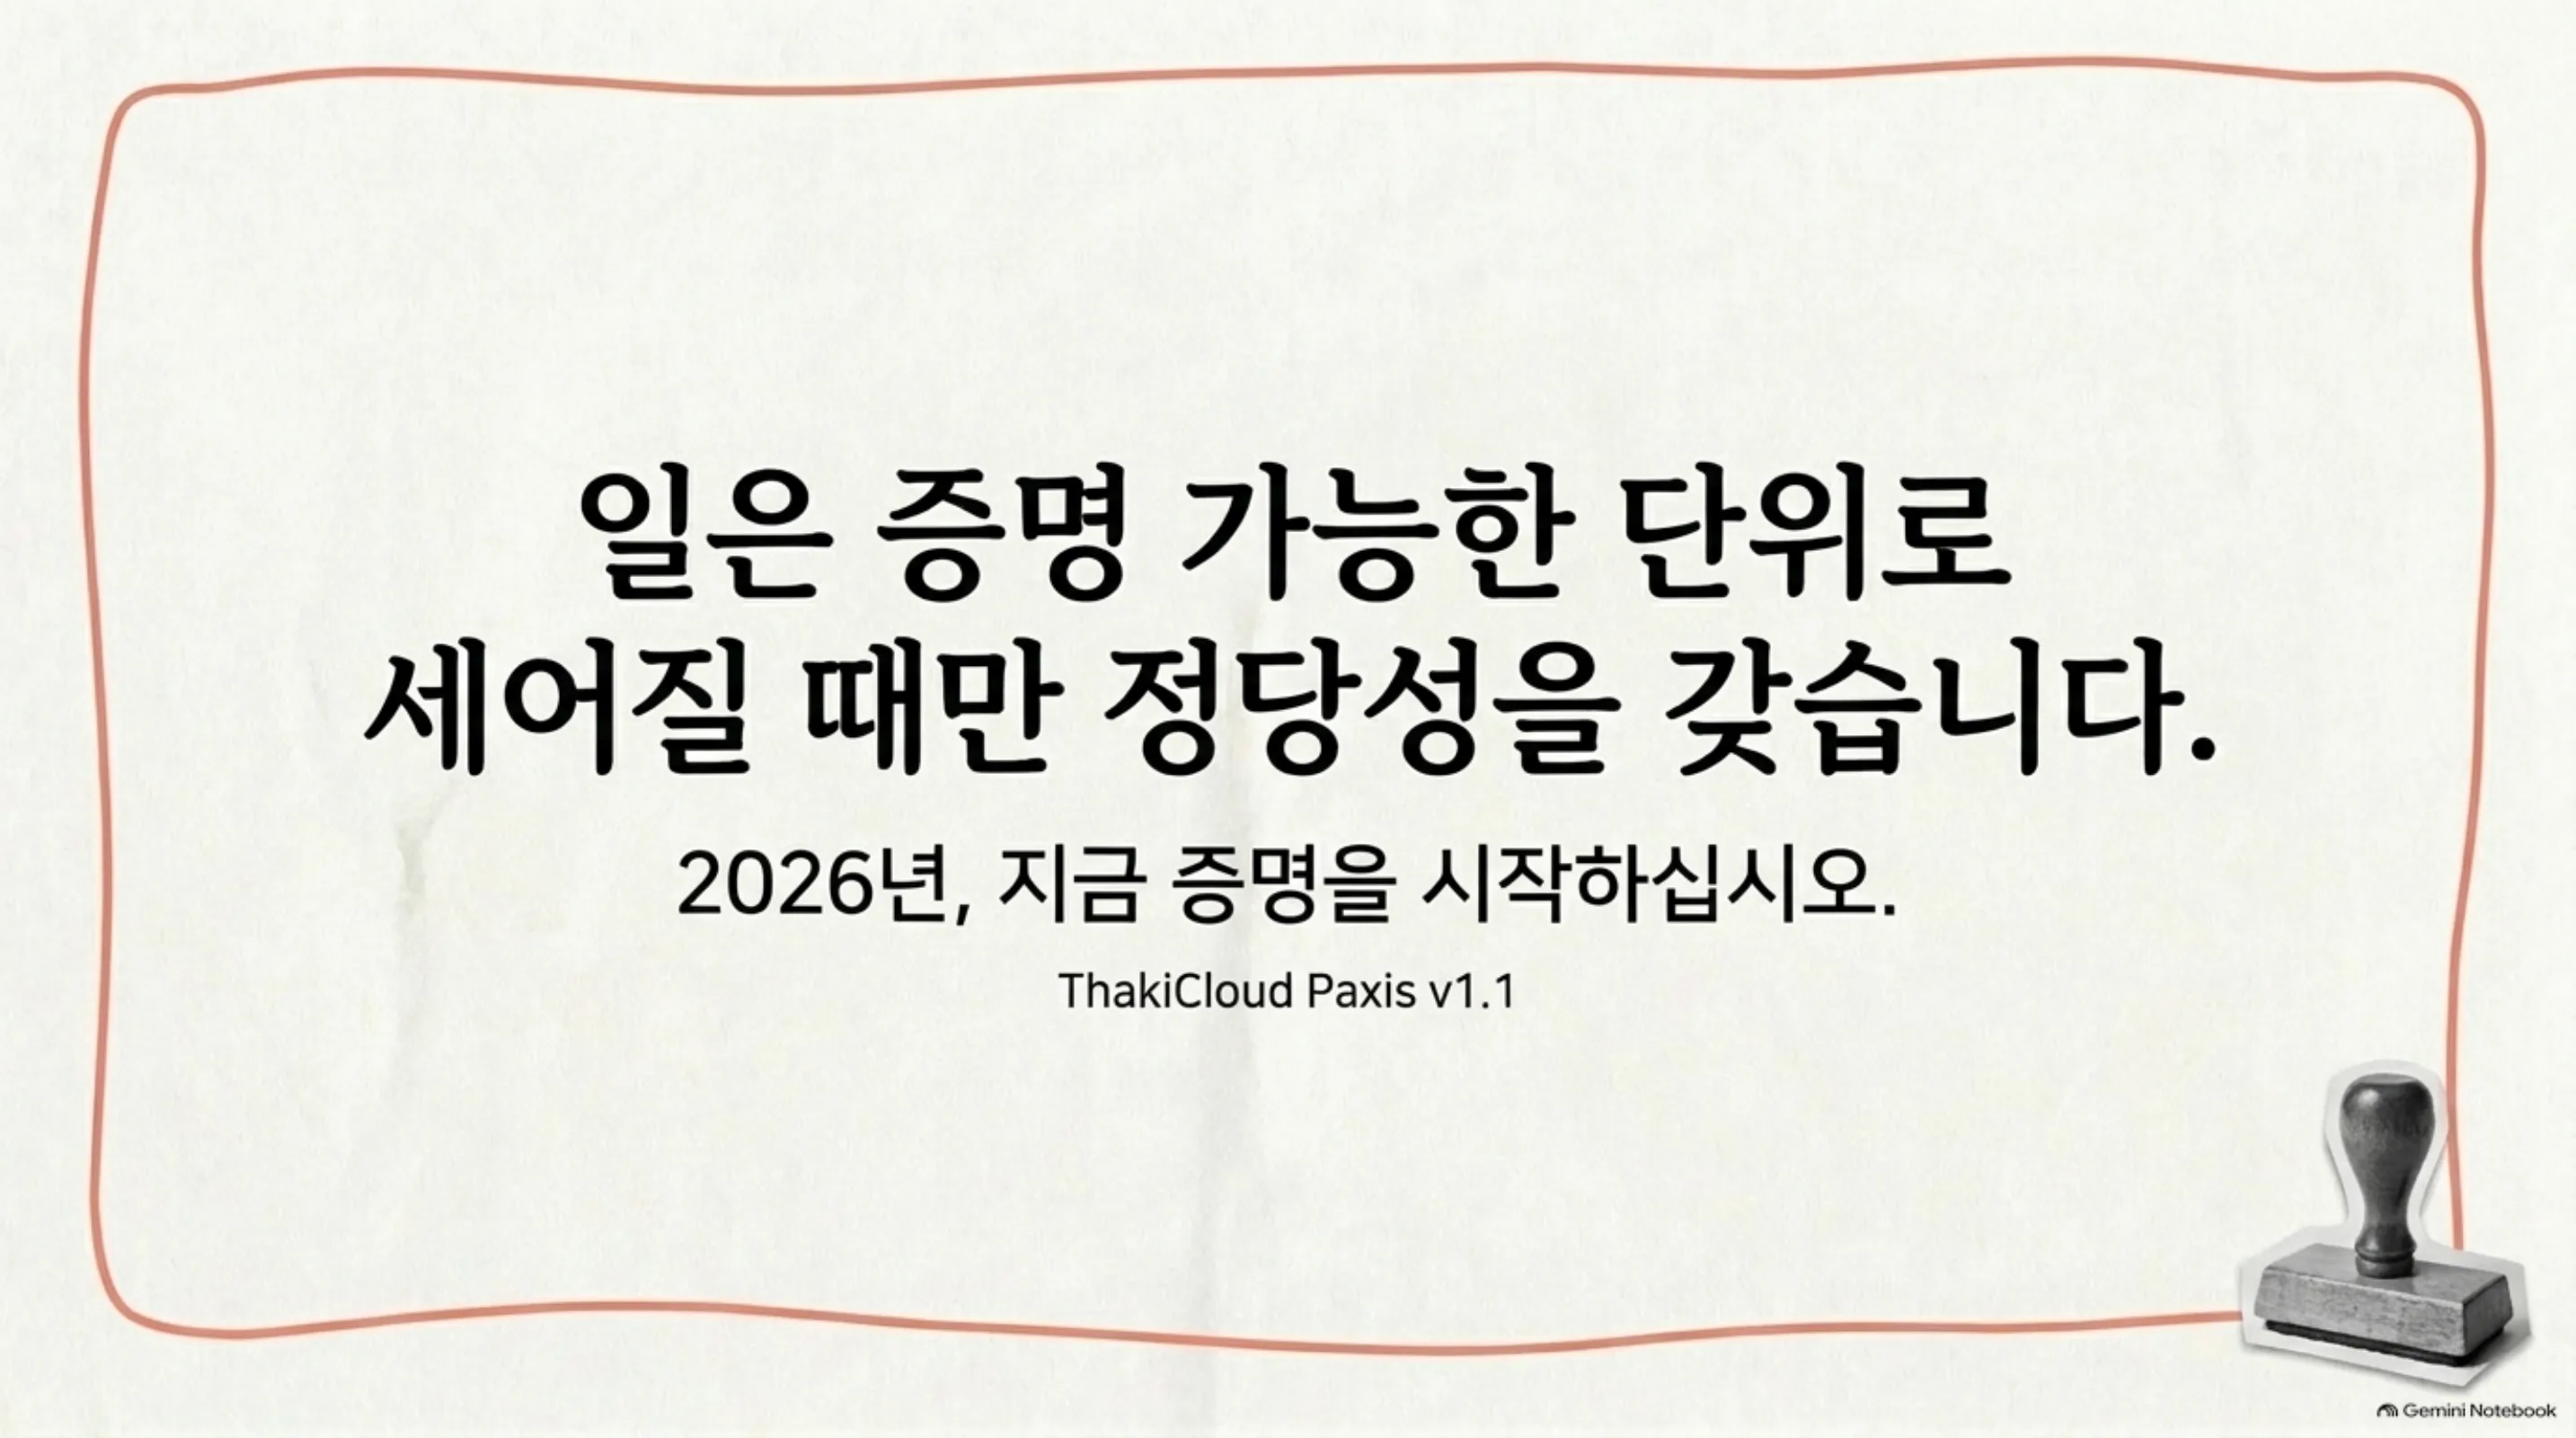 일은 증명 가능한 단위로
세어질 때만 정당성을 갖습니다.
2026년, 지금 증명을 시작하십시오.
ThakiCloud Paxis v1.1
Gemini Notebook